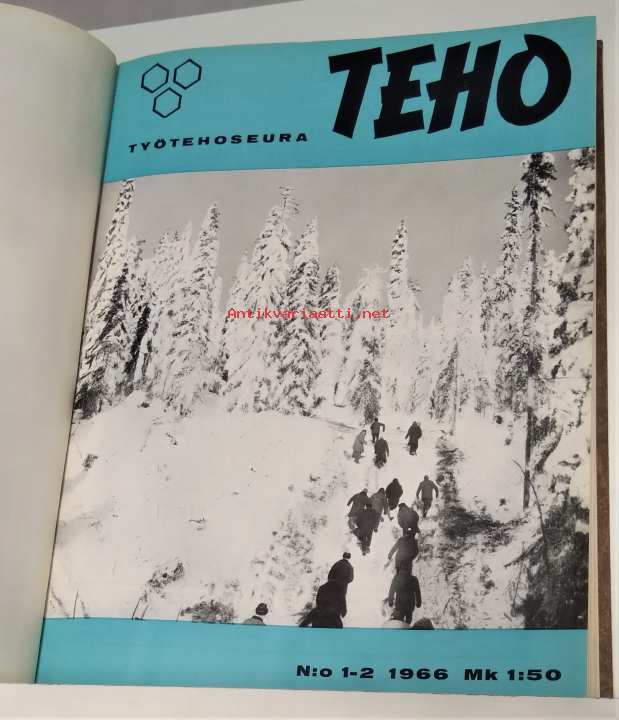 TEHO
TYÖTEHOSEURA
Antikvariaatti.net
N:o 1-2 1966 Mk 1:50